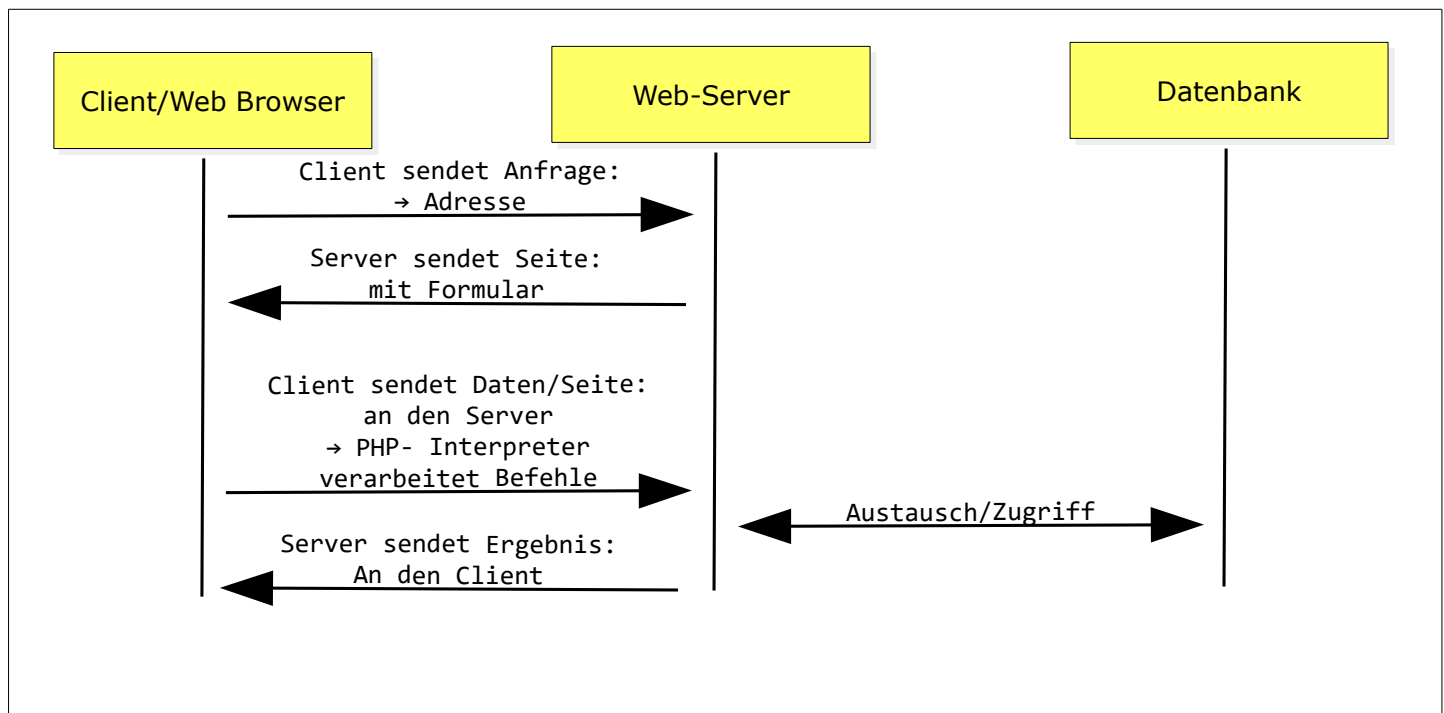 Client/Web Browser
Web-Server
Datenbank
Client sendet Anfrage:
→ Adresse
Server sendet Seite:
mit Formular
Client sendet Daten/Seite:
an den Server
→ PHP- Interpreter
verarbeitet Befehle
Austausch/Zugriff
Server sendet Ergebnis:
An den Client